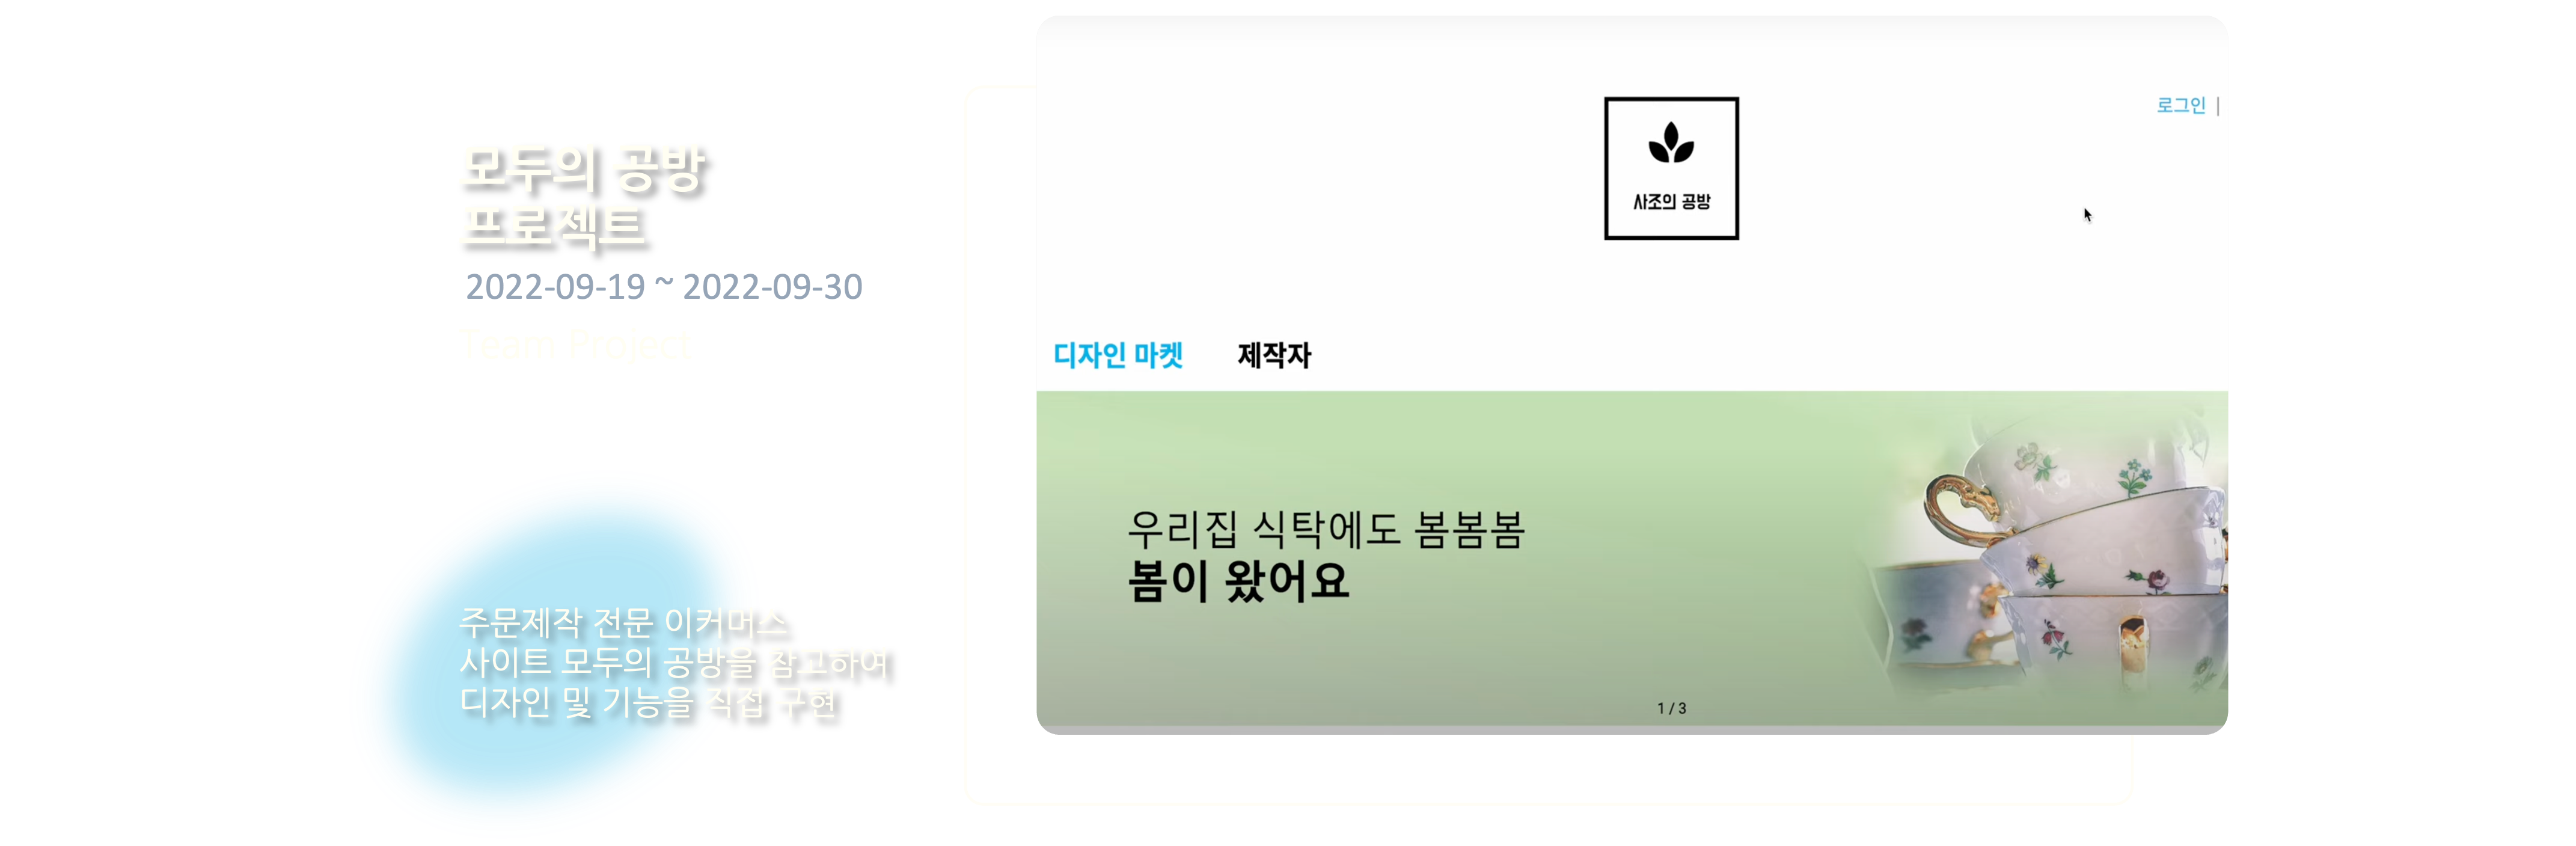 모두의 공방
프로젝트
2022-09-19 ~ 2022-09-30
Team Project
주문제작 전문 이커머스
사이트 모두의 공방을 참고하여
디자인 및 기능을 직접 구현
로그인 |
사조의 공방
디자인 마켓 제작자
우리집 식탁에도 봄봄봄
봄이 왔어요
1 / 3